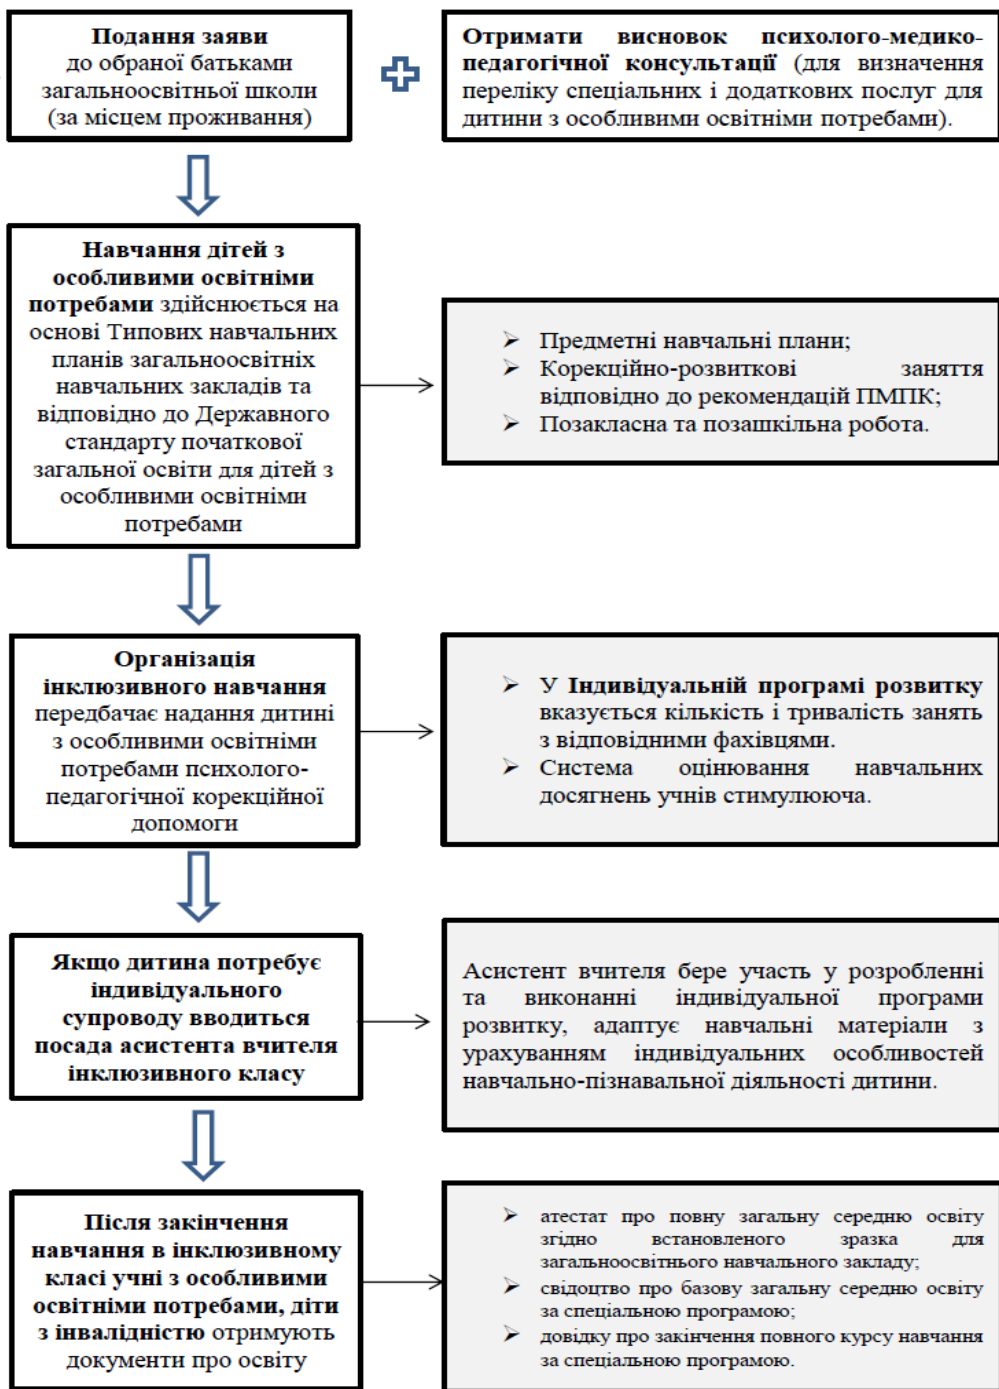 Подання заяви
до обраної батьками
загальноосвітньої школи
(за місцем проживання)
Отримати висновок психолого-медико-
педагогічної консультації (для визначення
переліку спеціальних і додаткових послуг для
дитини з особливими освітніми потребами).
Навчання дітей з
особливими освітніми
потребами здійснюється на
основі Типових навчальних
планів загальноосвітніх
навчальних закладів та
відповідно до Державного
стандарту початкової
загальної освіти для дітей з
особливими освітніми
потребами
Предметні навчальні плани;
Корекційно-розвиткові заняття
відповідно до рекомендацій ПМПК;
Позакласна та позашкільна робота.
Організація
інклюзивного навчання
передбачає надання дитині
з особливими освітніми
потребами психолого-
педагогічної корекційної
допомоги
У Індивідуальній програмі розвитку
вказується кількість і тривалість занять
з відповідними фахівцями.
Система оцінювання навчальних
досягнень учнів стимулююча.
Якщо дитина потребує
індивідуального
супроводу вводиться
посада асистента вчителя
інклюзивного класу
Асистент вчителя бере участь у розробленні
та виконанні індивідуальної програми
розвитку, адаптує навчальні матеріали з
урахуванням індивідуальних особливостей
навчально-пізнавальної діяльності дитини.
Після закінчення
навчання в інклюзивному
класі учні з особливими
освітніми потребами, діти
з інвалідністю отримують
документи про освіту
атестат про повну загальну середню освіту
згідно встановленого зразка для
загальноосвітнього навчального закладу;
свідоцтво про базову загальну середню освіту
за спеціальною програмою;
довідку про закінчення повного курсу навчання
за спеціальною програмою.